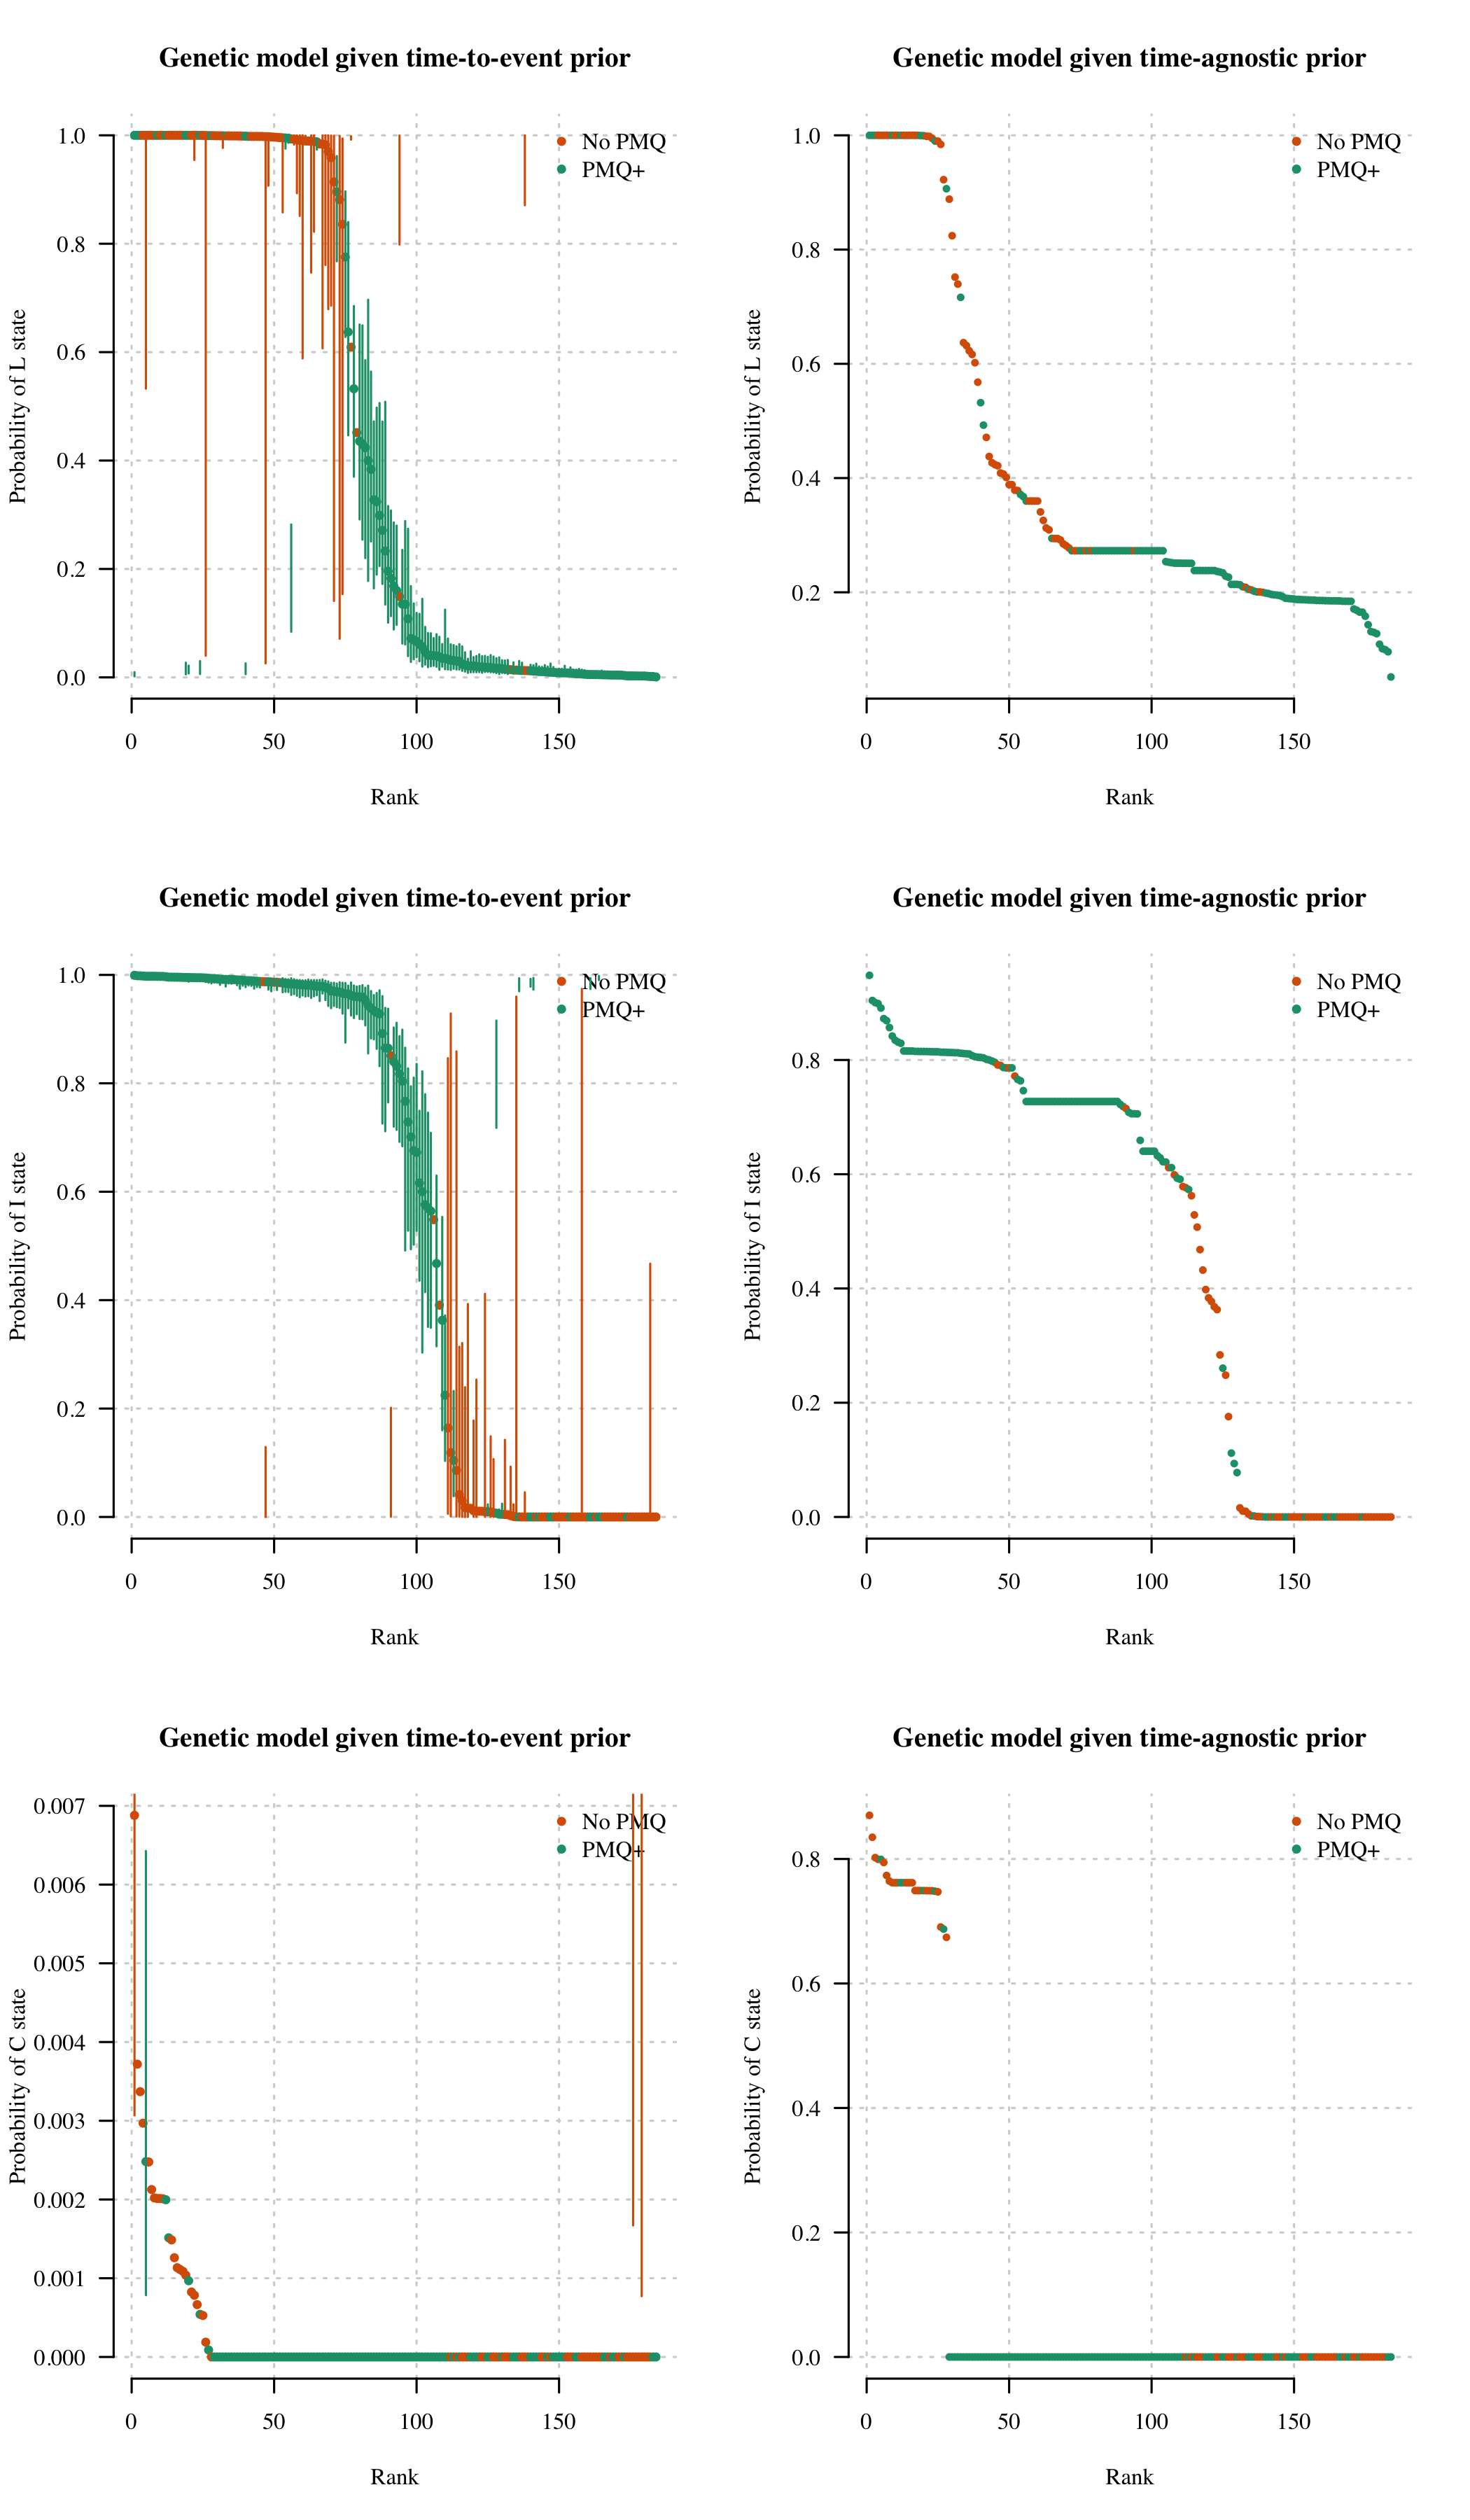 Genetic model given time-to-event prior
Probability of L state
1.0
0.8
0.6
0.4
0.2
0.0
0 50 100 150
Rank
No PMQ
PMQ+
Genetic model given time-agnostic prior
Probability of L state
1.0
0.8
0.6
0.4
0.2
0 50 100 150
Rank
No PMQ
PMQ+
Genetic model given time-to-event prior
Probability of I state
1.0
0.8
0.6
0.4
0.2
0.0
0 50 100 150
Rank
No PMQ
PMQ+
Genetic model given time-agnostic prior
Probability of I state
0.8
0.6
0.4
0.2
0.0
0 50 100 150
Rank
No PMQ
PMQ+
Genetic model given time-to-event prior
Probability of C state
0.007
0.006
0.005
0.004
0.003
0.002
0.001
0.000
0 50 100 150
Rank
No PMQ
PMQ+
Genetic model given time-agnostic prior
Probability of C state
0.8
0.6
0.4
0.2
0.0
0 50 100 150
Rank
No PMQ
PMQ+